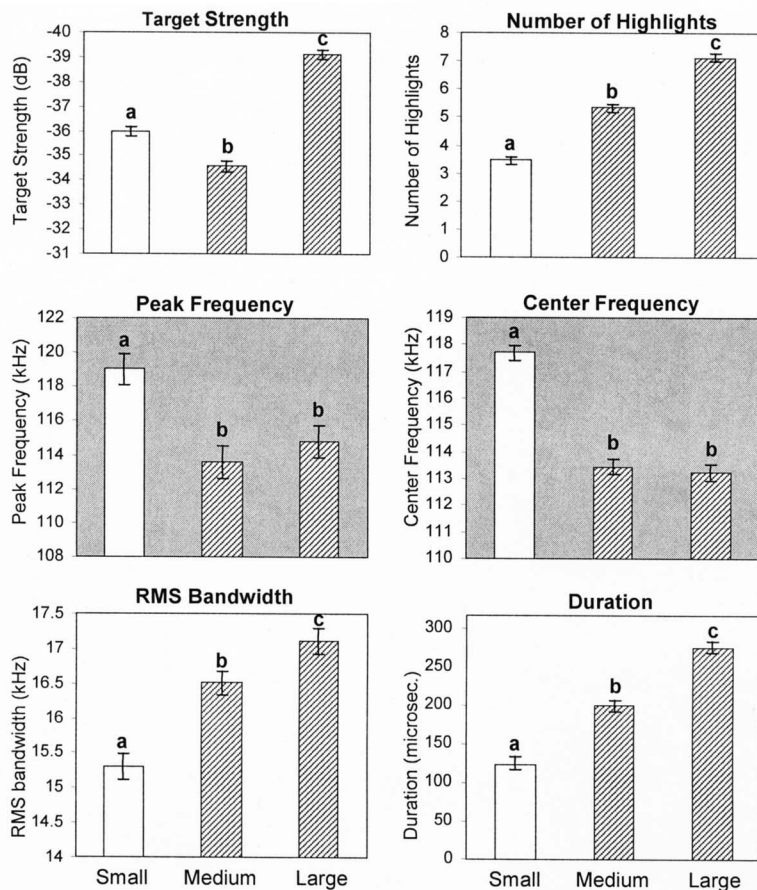 Target Strength
Target Strength (dB)
-40
-39
-38
-37
-36
-35
-34
-33
-32
-31
a
b
c
Number of Highlights
Number of Highlights
8
7
6
5
4
3
2
1
0
a
b
c
Peak Frequency
Peak Frequency (kHz)
122
120
118
116
114
112
110
108
a
b
b
Center Frequency
Center Frequency (kHz)
119
118
117
116
115
114
113
112
111
110
a
b
b
RMS Bandwidth
RMS bandwidth (kHz)
17.5
17
16.5
16
15.5
15
14.5
14
a
b
c
Small Medium Large
Duration
Duration (microsec.)
300
250
200
150
100
50
0
a
b
c
Small Medium Large